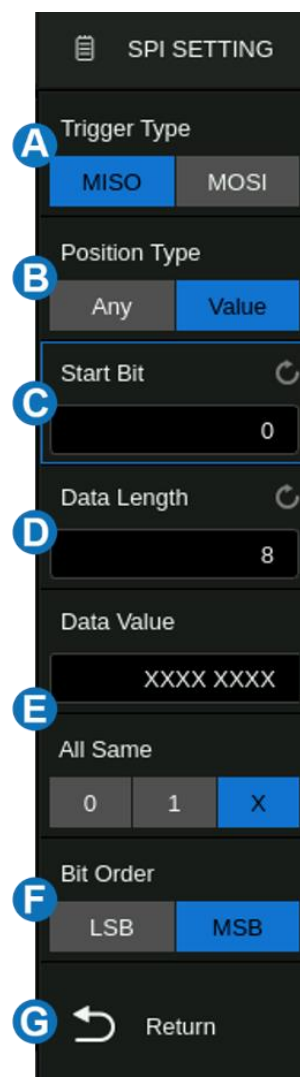 SPI SETTING
A Trigger Type
MISO MOSI
B Position Type
Any Value
C Start Bit
0
D Data Length
8
Data Value
XXXX XXXX
E
All Same
0 1 X
Bit Order
F
LSB MSB
G Return